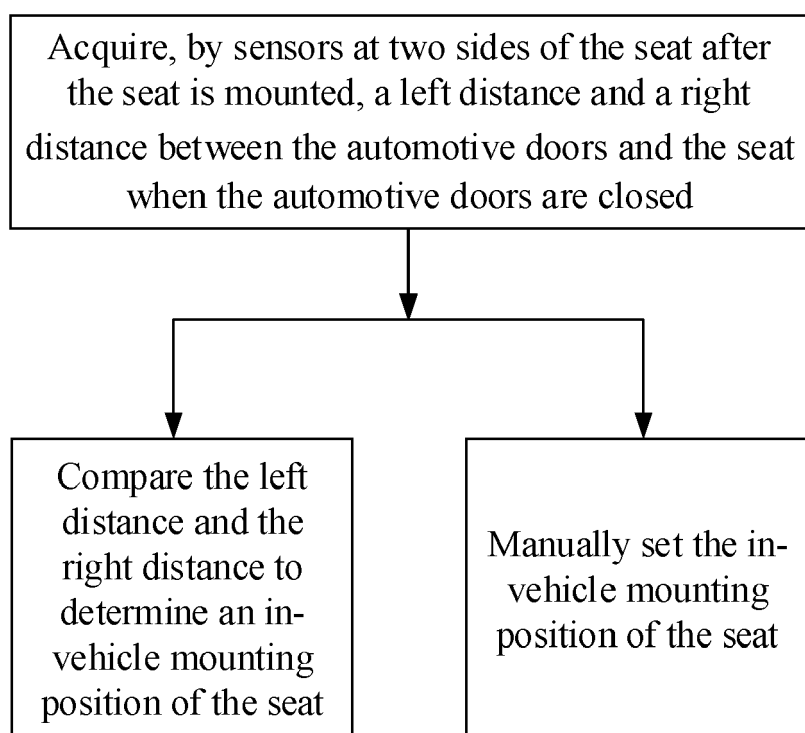 Acquire, by sensors at two sides of the seat after
the seat is mounted, a left distance and a right
distance between the automotive doors and the seat
when the automotive doors are closed
Compare the left
distance and the
right distance to
determine an in-
vehicle mounting
position of the seat
Manually set the in-
vehicle mounting
position of the seat